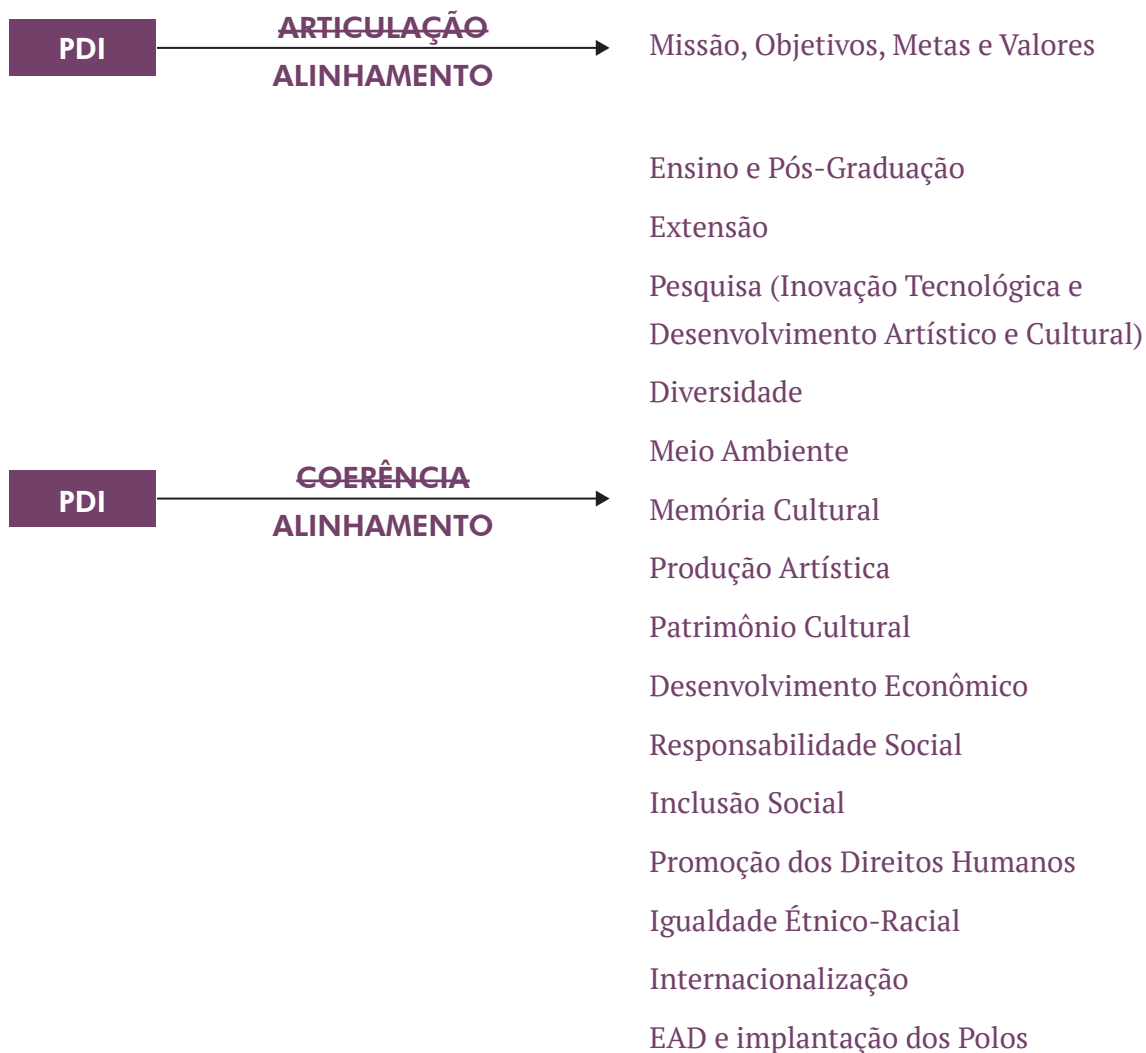 PDI
ARTICULAÇÃO
ALINHAMENTO
Missão, Objetivos, Metas e Valores
Ensino e Pós-Graduação
Extensão
Pesquisa (Inovação Tecnológica e
Desenvolvimento Artístico e Cultural)
Diversidade
Meio Ambiente
PDI
COERÊNCIA
ALINHAMENTO
Memória Cultural
Produção Artística
Patrimônio Cultural
Desenvolvimento Econômico
Responsabilidade Social
Inclusão Social
Promoção dos Direitos Humanos
Igualdade Étnico-Racial
Internacionalização
EAD e implantação dos Polos